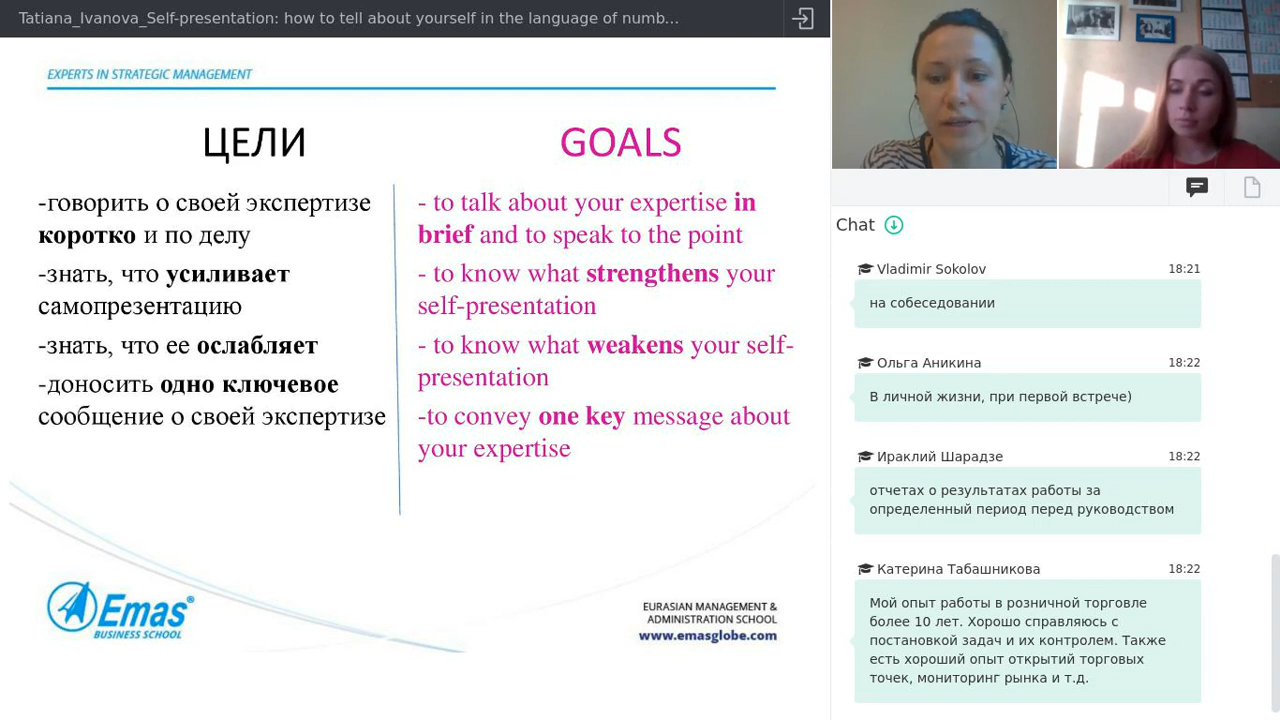 Tatiana_Ivanova_Self-presentation: how to tell about yourself in the language of numb...
EXPERTS IN STRATEGIC MANAGEMENT
ЦЕЛИ
-говорить о своей экспертизе
коротко и по делу
-знать, что усиливает
самопрезентацию
-знать, что ее ослабляет
-доносить одно ключевое
сообщение о своей экспертизе
GOALS
- to talk about your expertise in
brief and to speak to the point
- to know what strengthens your
self-presentation
- to know what weakens your self-
presentation
-to convey one key message about
your expertise
Emas®
BUSINESS SCHOOL
EURASIAN MANAGEMENT &
ADMINISTRATION SCHOOL
www.emasglobe.com
Chat
Vladimir Sokolov 18:21
на собеседовании
Ольга Аникина 18:22
В личной жизни, при первой встрече)
Ираклий Шарадзе 18:22
отчетах о результатах работы за
определенный период перед руководством
Катерина Табашникова 18:22
Мой опыт работы в розничной торговле
более 10 лет. Хорошо справляюсь с
постановкой задач и их контролем. Также
есть хороший опыт открытий торговых
точек, мониторинг рынка и т.д.